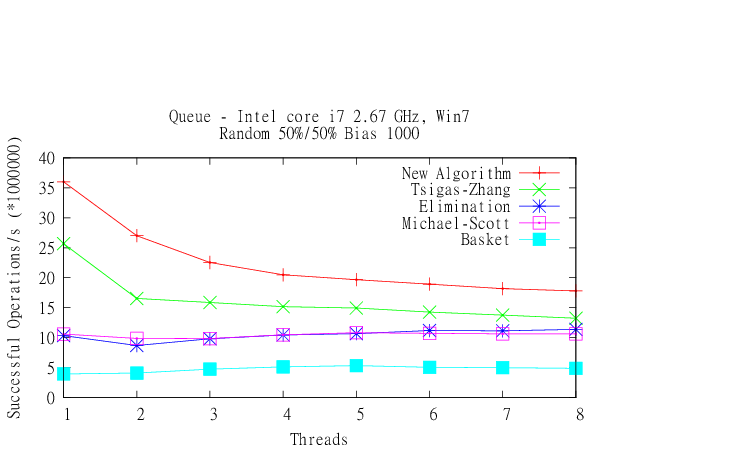 Queue - Intel core i7 2.67 GHz, Win7
Random 50%/50% Bias 1000
Successful Operations/s (*1000000)
40
35
30
25
20
15
10
5
0
New Algorithm
Tsigas-Zhang
Elimination
Michael-Scott
Basket
1 2 3 4 5 6 7 8
Threads